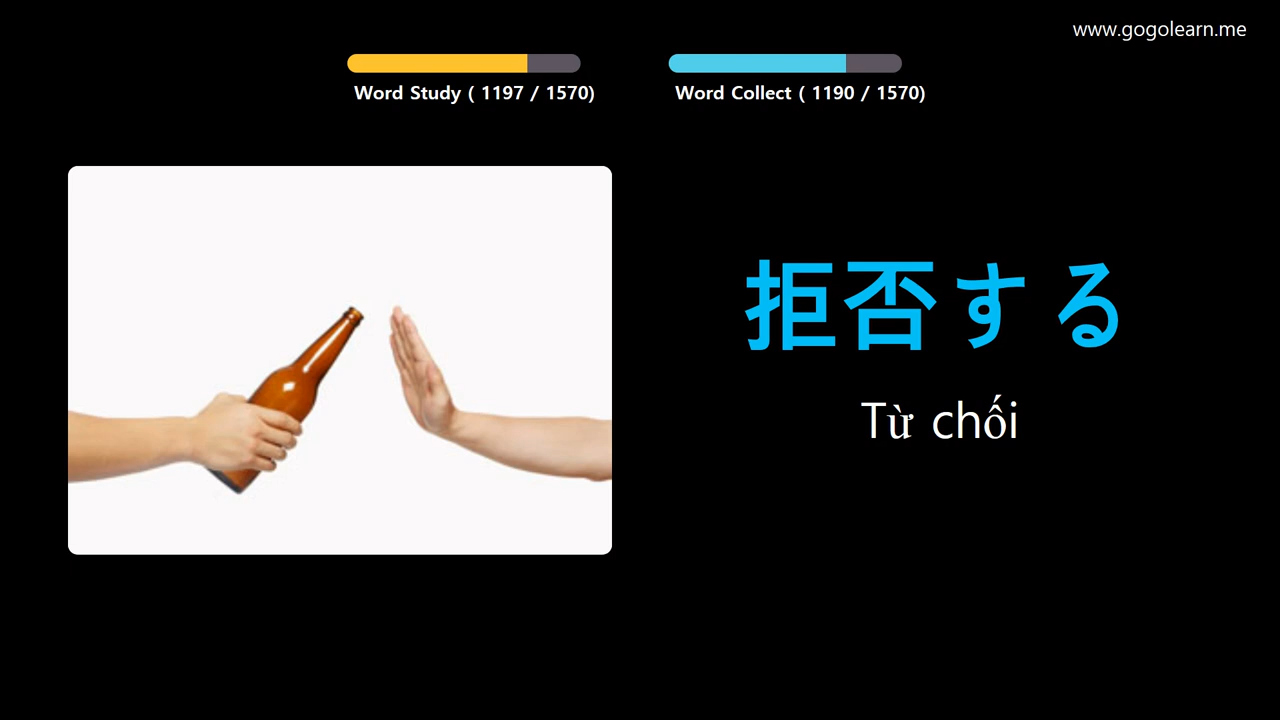 www.gogolearn.me
Word Study ( 1197 / 1570)
Word Collect ( 1190 / 1570)
拒否する
Từ chối